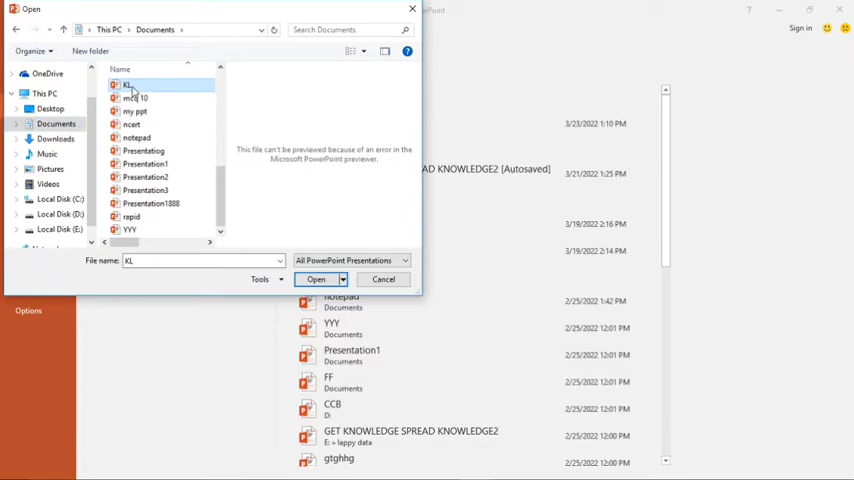 Open
PowerPoint
?
This PC > Documents >
Search Documents
Sign in
Organize
New folder
?
OneDrive
This PC
Desktop
Documents
Downloads
Music
Pictures
Videos
Local Disk (C:)
Local Disk (D:)
Local Disk (E:)
Name
KL
mcq 10
my ppt
ncert
notepad
Presentatiog
Presentation1
Presentation2
Presentation3
Presentation1888
rapid
YYY
This file can't be previewed because of an error in the
Microsoft PowerPoint previewer.
File name:
KL
All PowerPoint Presentations
Tools
Open
Cancel
Options
3/23/2022 1:10 PM
KNOWLEDGE2 [Autosaved]
3/21/2022 1:25 PM
3/19/2022 2:16 PM
3/19/2022 2:14 PM
notepad
Documents
2/25/2022 1:42 PM
YYY
Documents
2/25/2022 12:01 PM
Presentation1
Documents
2/25/2022 12:01 PM
FF
Documents
2/25/2022 12:01 PM
CCB
D:
2/25/2022 12:01 PM
GET KNOWLEDGE SPREAD KNOWLEDGE2
E: » lappy data
2/25/2022 12:00 PM
gtghhg
2/25/2022 12:00 PM